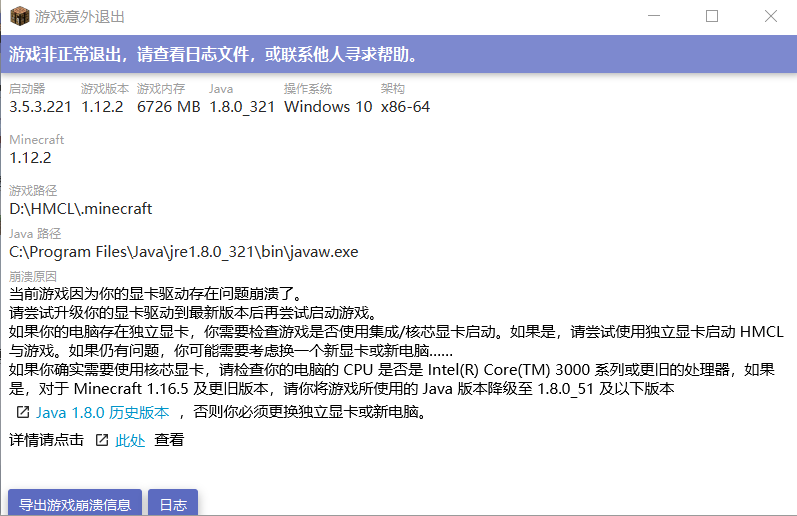 游戏意外退出
游戏非正常退出，请查看日志文件，或联系他人寻求帮助。
启动器 游戏版本 游戏内存 Java 操作系统 架构
3.5.3.221 1.12.2 6726 MB 1.8.0_321 Windows 10 x86-64
Minecraft
1.12.2
游戏路径
D:\HMCL\.minecraft
Java 路径
C:\Program Files\Java\jre1.8.0_321\bin\javaw.exe
崩溃原因
当前游戏因为你的显卡驱动存在问题崩溃了。
请尝试升级你的显卡驱动到最新版本后再尝试启动游戏。
如果你的电脑存在独立显卡，你需要检查游戏是否使用集成/核芯显卡启动。如果是，请尝试使用独立显卡启动 HMCL
与游戏。如果仍有问题，你可能需要考虑换一个新显卡或新电脑......
如果你确实需要使用核芯显卡，请检查你的电脑的 CPU 是否是 Intel(R) Core(TM) 3000 系列或更旧的处理器，如果
是，对于 Minecraft 1.16.5 及更旧版本，请你将游戏所使用的 Java 版本降级至 1.8.0_51 及以下版本
Java 1.8.0 历史版本 ，否则你必须更换独立显卡或新电脑。
详情请点击 此处 查看
导出游戏崩溃信息 日志